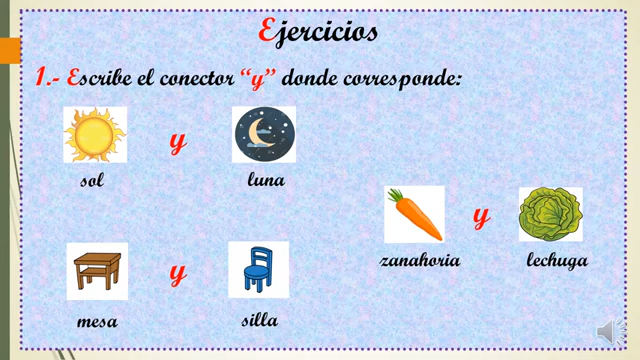 Ejercicios
1.- Escribe el conector “y” donde corresponde:
y
sol luna
y
zanahoria lechuga
y
mesa silla